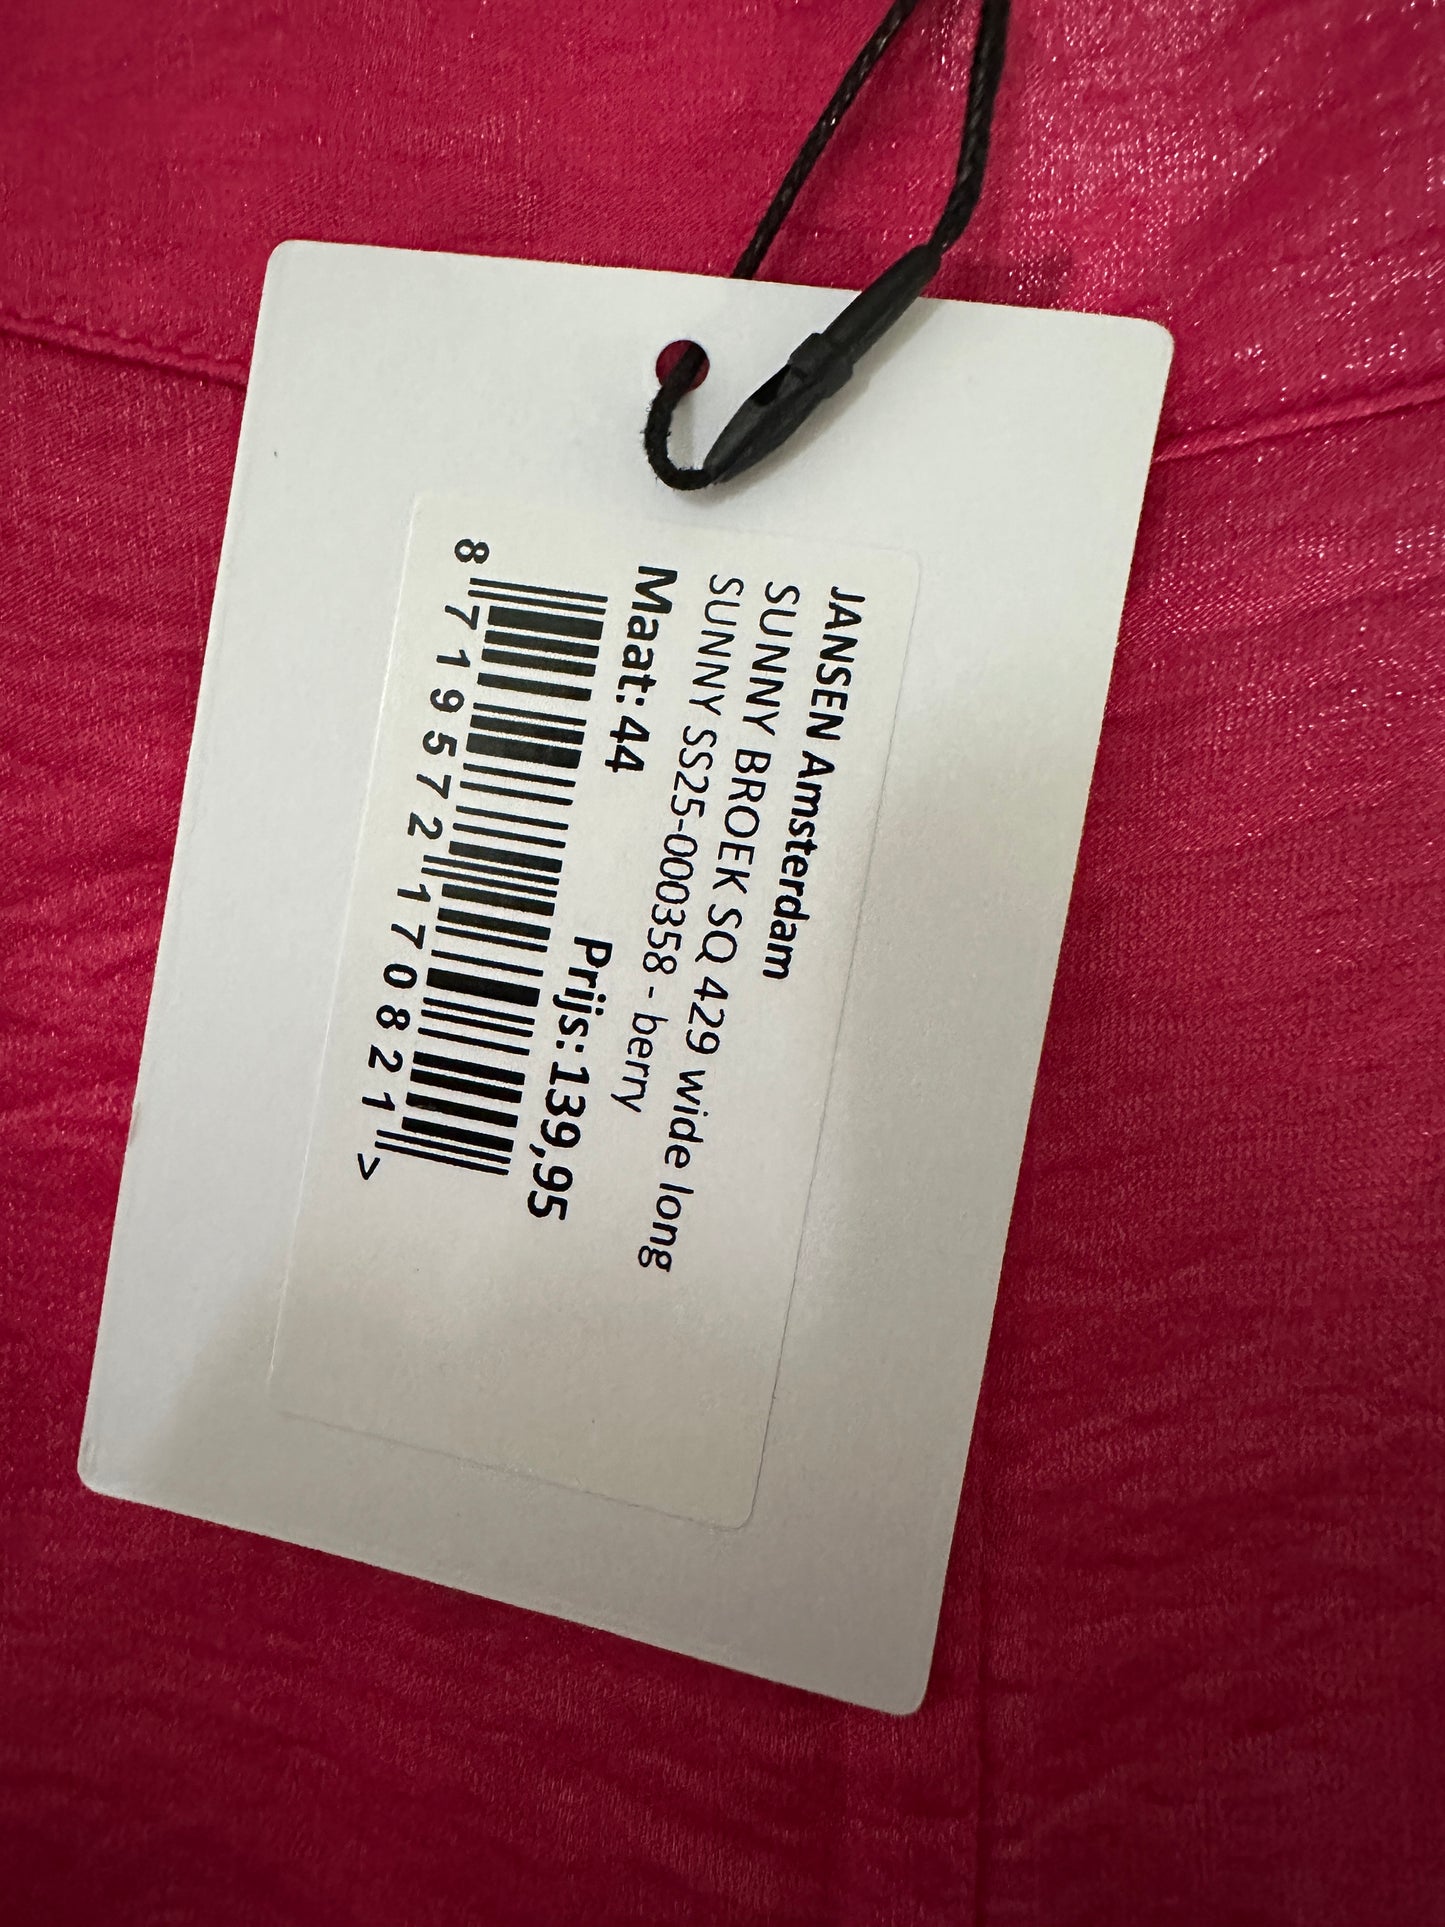 JANSEN Amsterdam
SUNNY BROEK SQ 429 wide long
SUNNY SS25-000358 - berry
Maat: 44 Prijs: 139,95
8 719572 170821 >